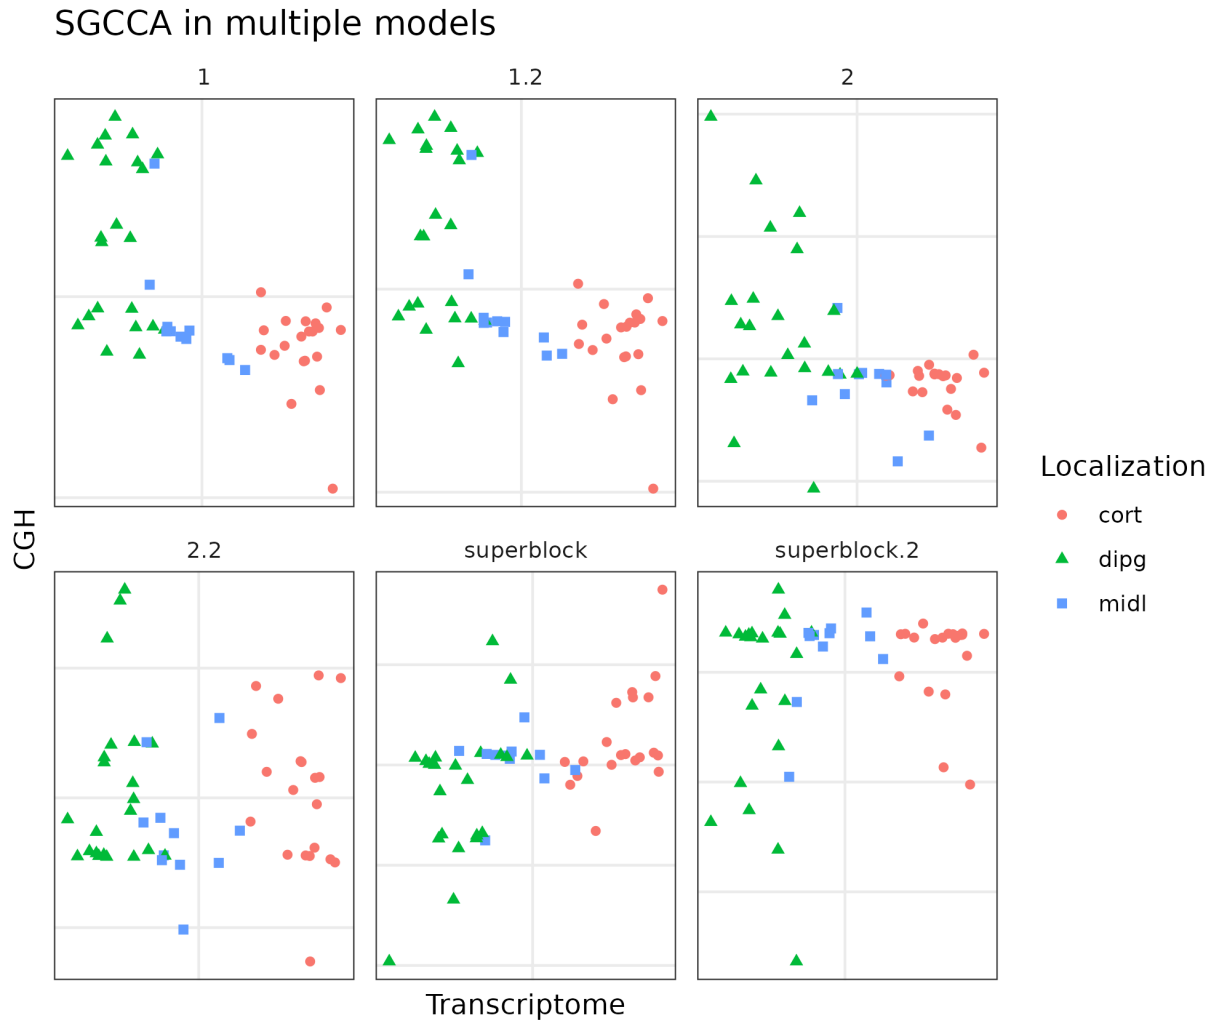 SGCCA in multiple models
1
1.2
2
2.2
superblock
superblock.2
CGH
Transcriptome
Localization
cort
dipg
midl